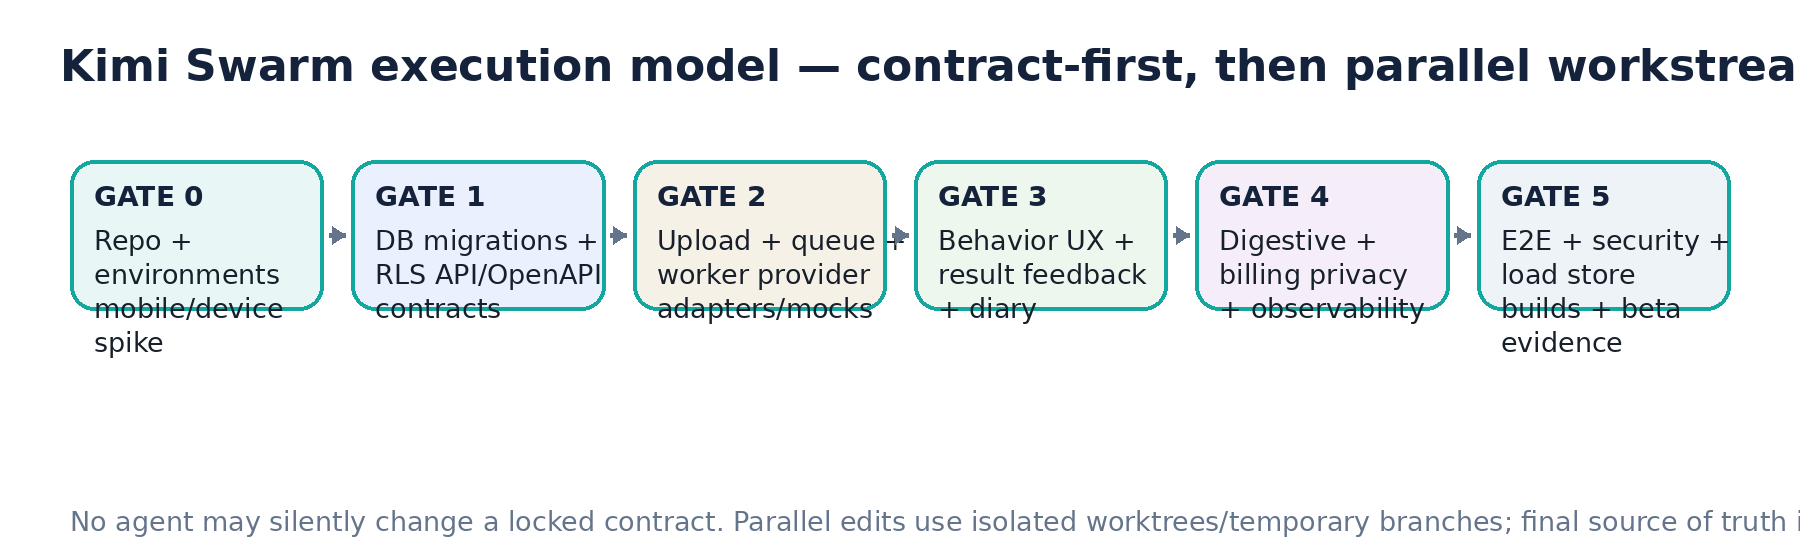 Kimi Swarm execution model — contract-first, then parallel workstrea
GATE 0
Repo +
environments
mobile/device
spike
GATE 1
DB migrations +
RLS API/OpenAPI
contracts
GATE 2
Upload + queue +
worker provider
adapters/mocks
GATE 3
Behavior UX +
result feedback
+ diary
GATE 4
Digestive +
billing privacy
+ observability
GATE 5
E2E + security +
load store
builds + beta
evidence
No agent may silently change a locked contract. Parallel edits use isolated worktrees/temporary branches; final source of truth i